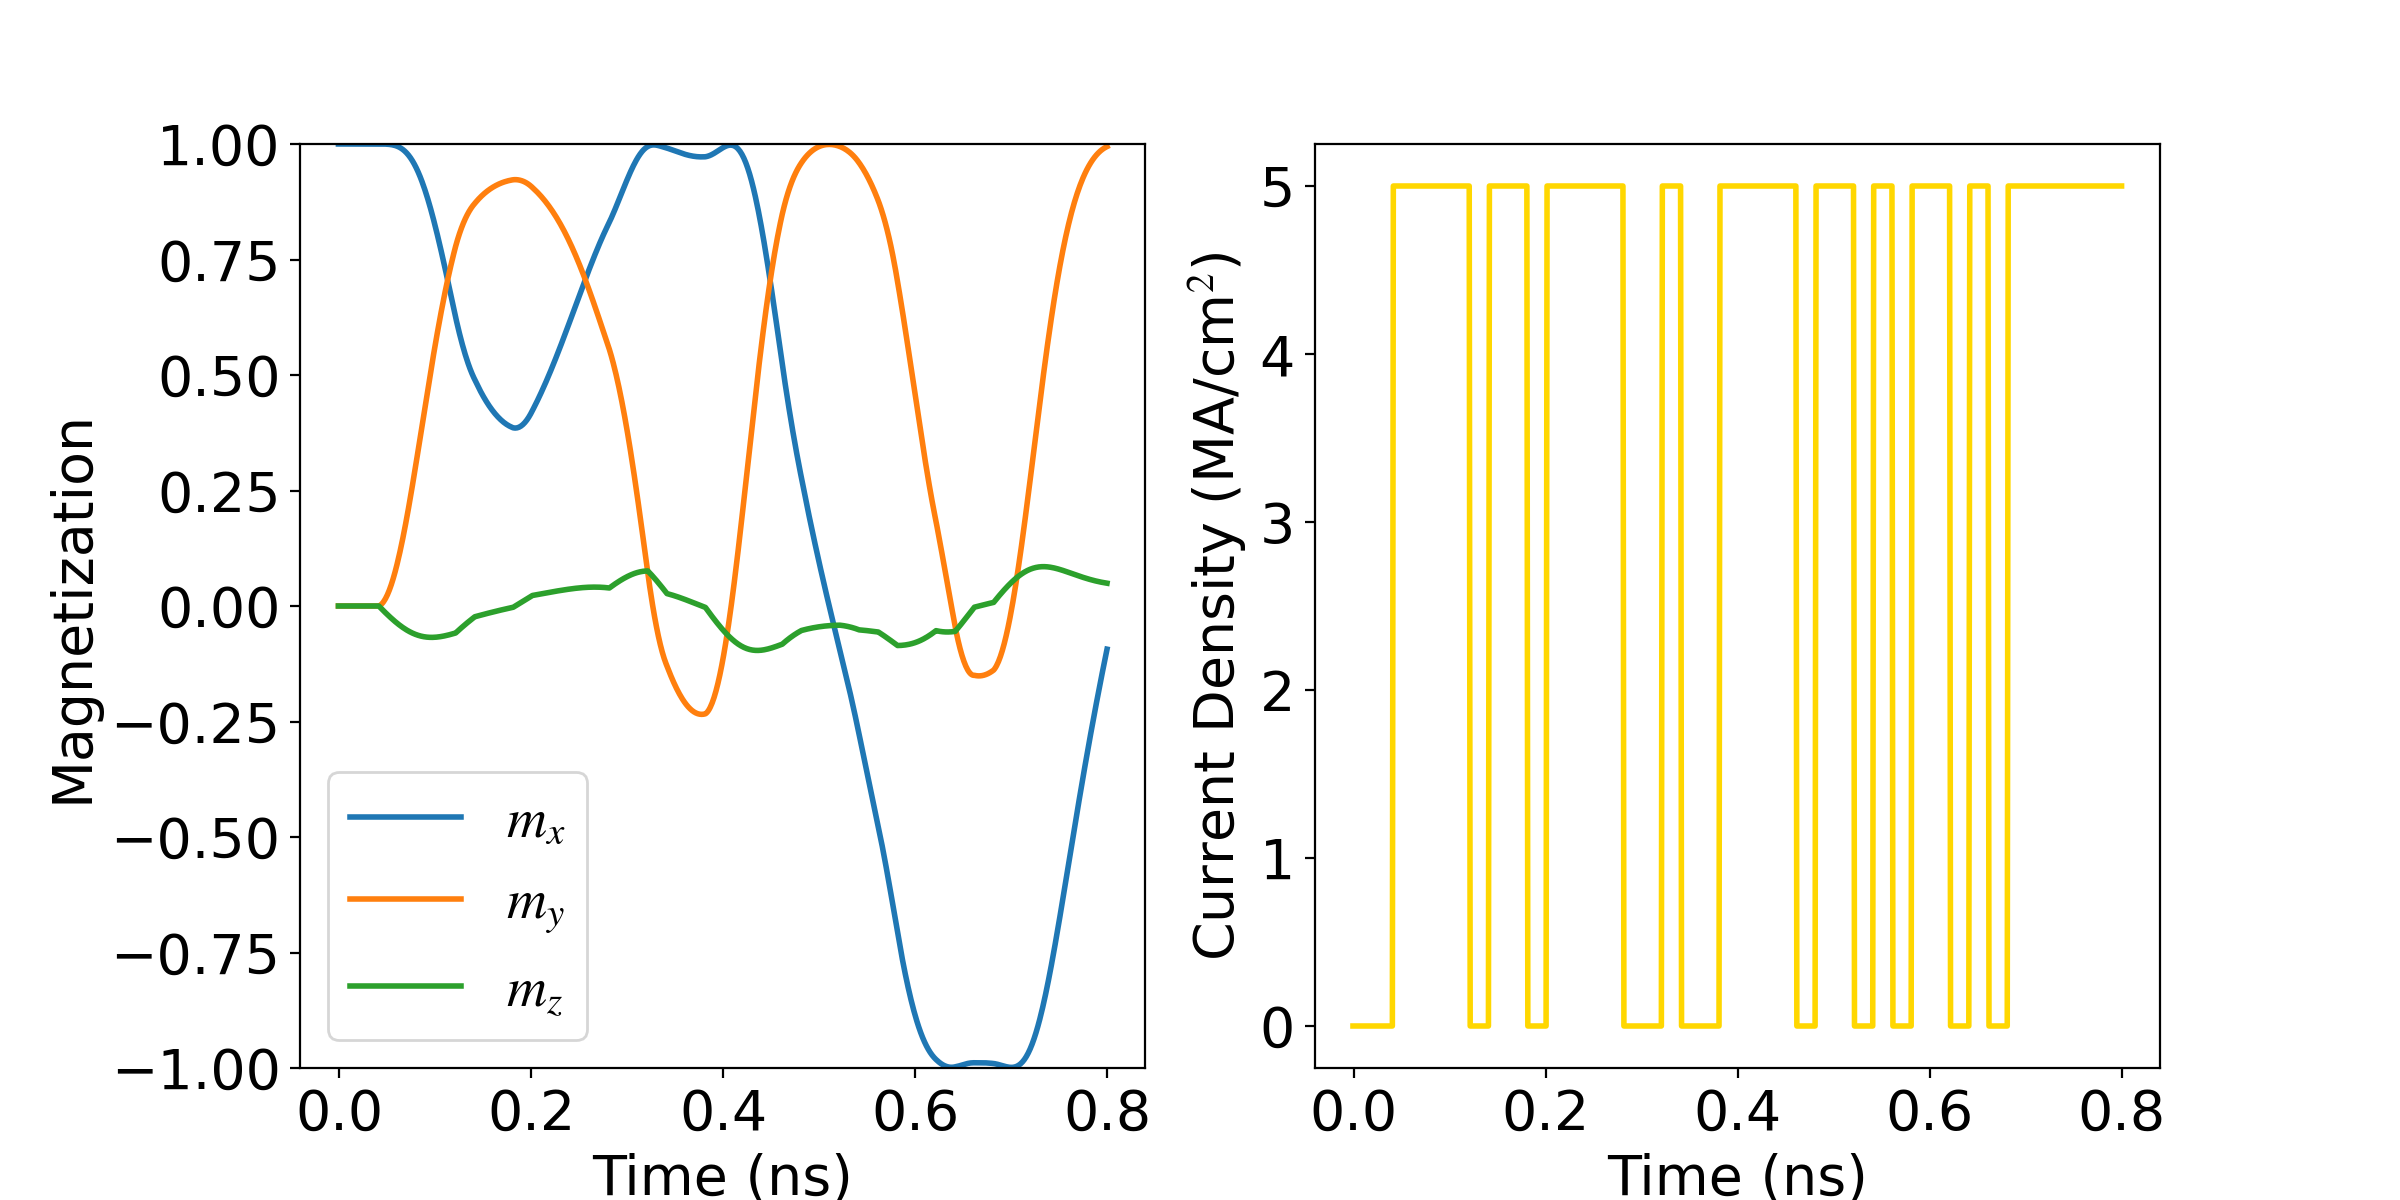 1.00
0.75
0.50
0.25
0.00
−0.25
−0.50
−0.75
−1.00
Magnetization
m_x
m_y
m_z
0.0 0.2 0.4 0.6 0.8
Time (ns)
5
4
3
2
1
0
Current Density (MA/cm²)
0.0 0.2 0.4 0.6 0.8
Time (ns)